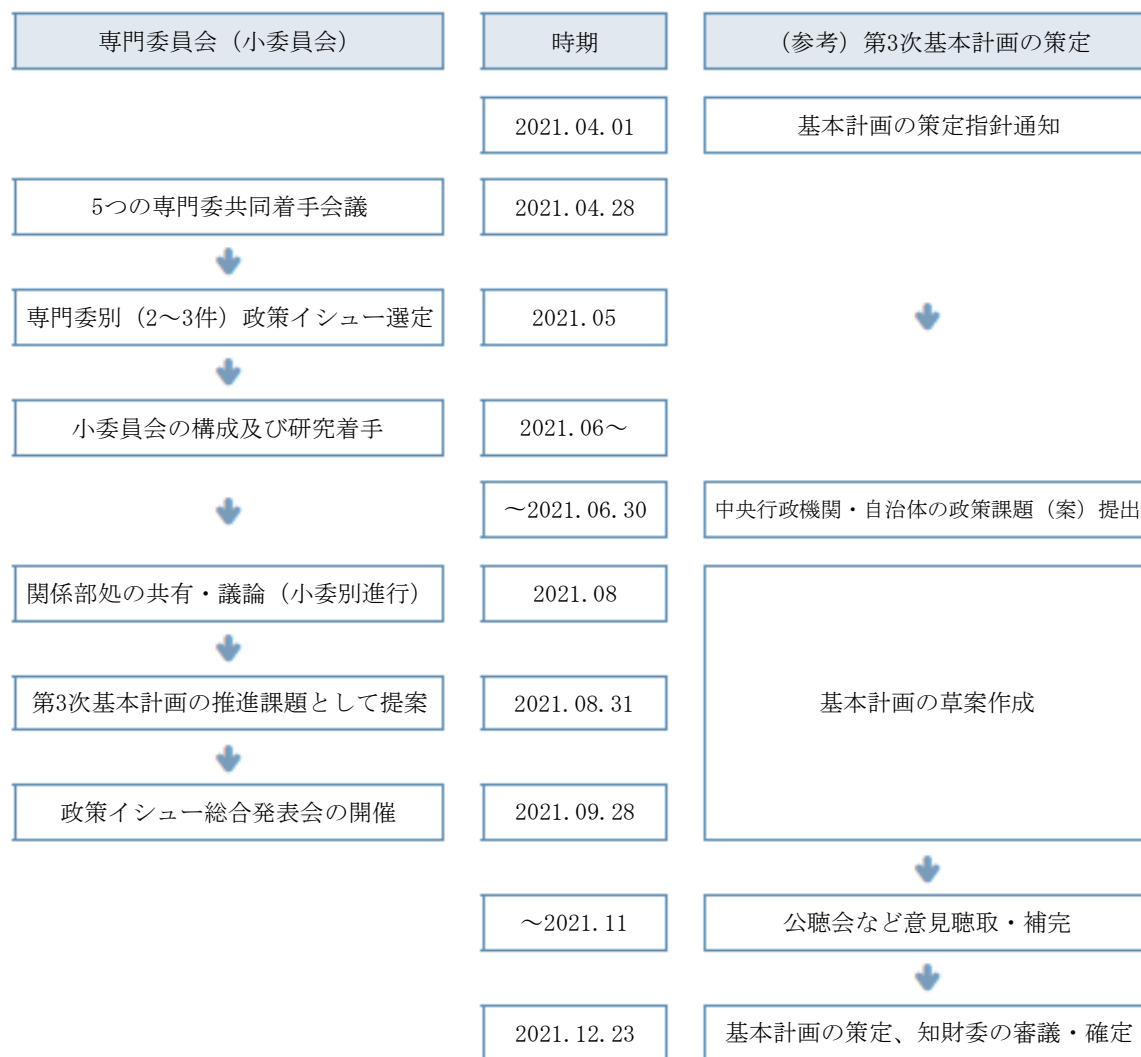 専門委員会（小委員会）
時期
（参考）第3次基本計画の策定
2021.04.01
基本計画の策定指針通知
5つの専門委共同着手会議
2021.04.28
専門委別（2～3件）政策イシュー選定
2021.05
小委員会の構成及び研究着手
2021.06～
～2021.06.30
中央行政機関・自治体の政策課題（案）提出
関係部処の共有・議論（小委別進行）
2021.08
第3次基本計画の推進課題として提案
2021.08.31
基本計画の草案作成
政策イシュー総合発表会の開催
2021.09.28
～2021.11
公聴会など意見聴取・補完
2021.12.23
基本計画の策定、知財委の審議・確定